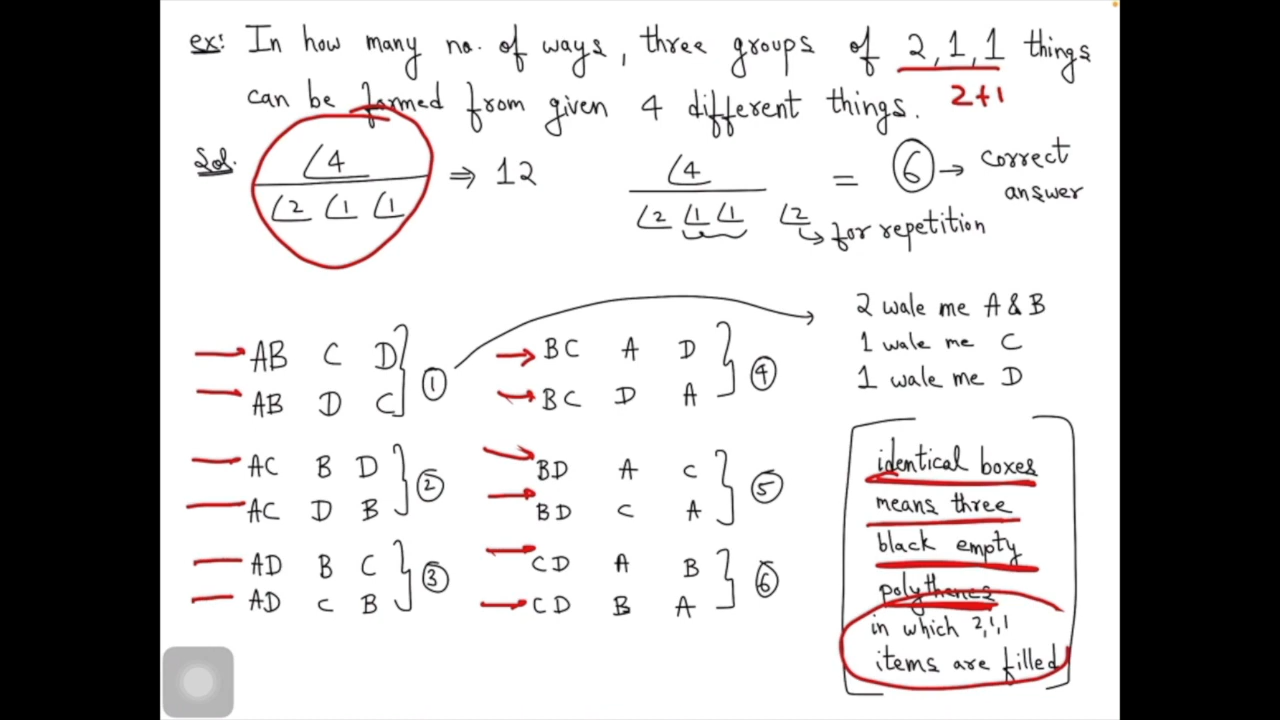 ex: In how many no. of ways, three groups of 2,1,1 things
2+1
can be formed from given 4 different things.
Sol. ∠4 / ∠2 ∠1 ∠1 ⇒ 12
∠4 / ∠2 ∠1 ∠1 ∠2 = 6 → correct answer
↳ for repetition
AB C D
AB D C } 1
AC B D
AC D B } 2
AD B C
AD C B } 3
BC A D
BC D A } 4
BD A C
BD C A } 5
CD A B
CD B A } 6
2 wale me A & B
1 wale me C
1 wale me D
identical boxes
means three
black empty
polythenes
in which 2,1,1
items are filled